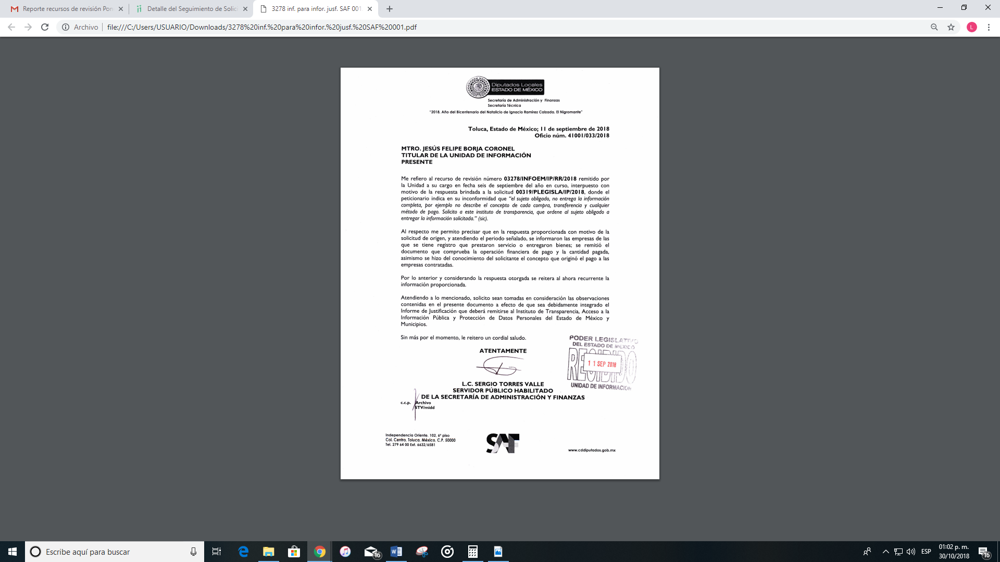 Reporte recursos de revisión Pon
Detalle del Seguimiento de Solici
3278 inf. para infor. jusf. SAF 001
Archivo
file:///C:/Users/USUARIO/Downloads/3278%20inf.%20para%20infor.%20jusf.%20SAF%20001.pdf
L
Diputados Locales
ESTADO DE MÉXICO
Secretaría de Administración y Finanzas
Secretaría Técnica
"2018. Año del Bicentenario del Natalicio de Ignacio Ramírez Calzada, El Nigromante"
Toluca, Estado de México; 11 de septiembre de 2018
Oficio núm. 41001/033/2018
MTRO. JESÚS FELIPE BORJA CORONEL
TITULAR DE LA UNIDAD DE INFORMACIÓN
PRESENTE
Me refiero al recurso de revisión número 03278/INFOEM/IP/RR/2018 remitido por
la Unidad a su cargo en fecha seis de septiembre del año en curso, interpuesto con
motivo de la respuesta brindada a la solicitud 00319/PLEGISLA/IP/2018, donde el
peticionario indica en su inconformidad que "el sujeto obligado, no entrega la información
completa, por ejemplo no describe el concepto de cada compra, transferencia y cualquier
método de pago. Solicito a este instituto de transparencia, que ordene al sujeto obligado a
entregar la información solicitada." (sic).
Al respecto me permito precisar que en la respuesta proporcionada con motivo de la
solicitud de origen, y atendiendo el periodo señalado, se informaron las empresas de las
que se tiene registro que prestaron servicio o entregaron bienes; se remitió el
documento que comprueba la operación financiera de pago y la cantidad pagada,
asimismo se hizo del conocimiento del solicitante el concepto que originó el pago a las
empresas contratadas.
Por lo anterior y considerando la respuesta otorgada se reitera al ahora recurrente la
información proporcionada.
Atendiendo a lo mencionado, solicito sean tomadas en consideración las observaciones
contenidas en el presente documento a efecto de que sea debidamente integrado el
Informe de Justificación que deberá remitirse al Instituto de Transparencia, Acceso a la
Información Pública y Protección de Datos Personales del Estado de México y
Municipios.
Sin más por el momento, le reitero un cordial saludo.
ATENTAMENTE
PODER LEGISLATIVO
DEL ESTADO DE MEXICO
RECIBIDO
11 SEP 2018
UNIDAD DE INFORMACION
L.C. SERGIO TORRES VALLE
SERVIDOR PÚBLICO HABILITADO
DE LA SECRETARÍA DE ADMINISTRACIÓN Y FINANZAS
c.c.p. Archivo
STV/midd
Independencia Oriente. 102, 6º piso
Col. Centro, Toluca, México, C.P. 50000
Tel. 279 64 00 Ext. 6632/6581
SAF
www.cddiputados.gob.mx
Escribe aquí para buscar
16
ESP
01:02 p. m.
30/10/2018
16